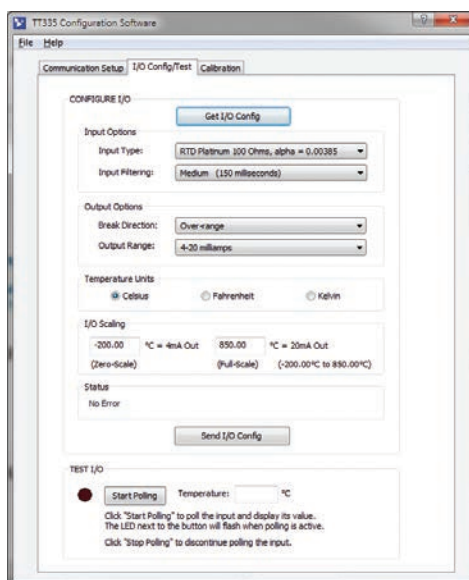 TT335 Configuration Software
File Help
Communication Setup I/O Config/Test Calibration
CONFIGURE I/O
Get I/O Config
Input Options
Input Type: RTD Platinum 100 Ohms, alpha = 0.00385
Input Filtering: Medium (150 miliseconds)
Output Options
Break Direction: Over-range
Output Range: 4-20 milliamps
Temperature Units
Celsius Fahrenheit Kelvin
I/O Scaling
-200.00 °C = 4mA Out 850.00 °C = 20mA Out
(Zero-Scale) (Full-Scale) (-200.00°C to 850.00°C)
Status
No Error
Send I/O Config
TEST I/O
Start Polling Temperature: °C
Click "Start Polling" to poll the input and display its value.
The LED next to the button will flash when polling is active.
Click "Stop Polling" to discontinue polling the input.